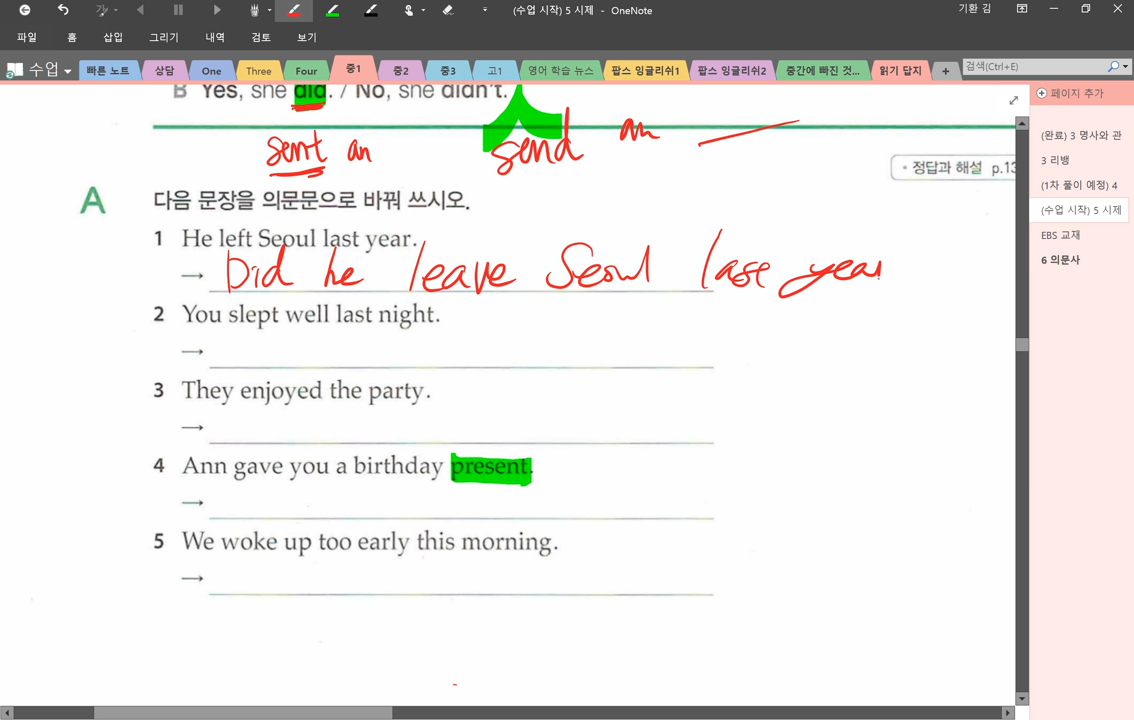 (수업 시작) 5 시제 - OneNote
기환 김
파일 홈 삽입 그리기 내역 검토 보기
수업 빠른 노트 상담 One Three Four 중1 중2 중3 고1 영어 학습 뉴스 팝스 잉글리쉬1 팝스 잉글리쉬2 중간에 빠진 것... 읽기 답지 + 검색(Ctrl+E)
페이지 추가
(완료) 3 명사와 관
3 리뱅
(1차 풀이 예정) 4
(수업 시작) 5 시제
EBS 교재
6 의문사
B Yes, she did. / No, she didn't.
sent an send an
• 정답과 해설 p.13
A 다음 문장을 의문문으로 바꿔 쓰시오.
1 He left Seoul last year.
→ Did he leave Seoul last year
2 You slept well last night.
→
3 They enjoyed the party.
→
4 Ann gave you a birthday present.
→
5 We woke up too early this morning.
→